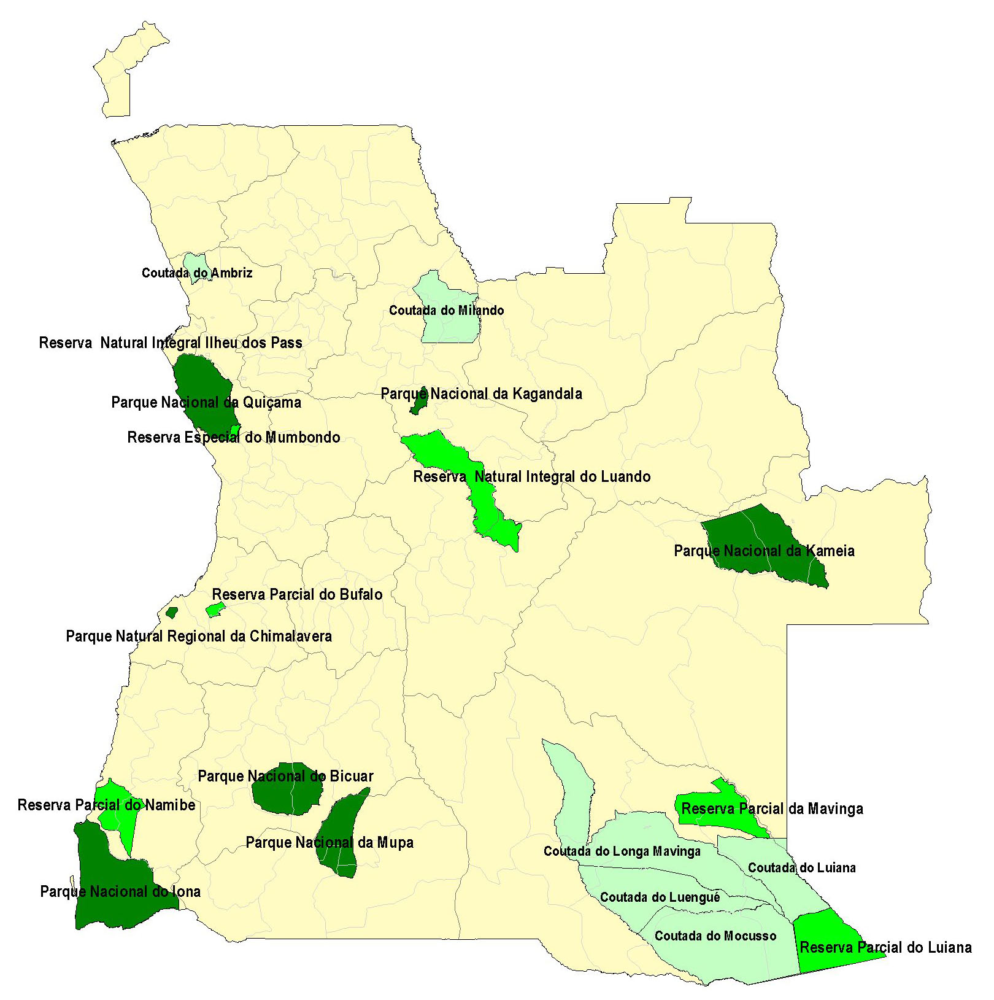 Coutada do Ambriz
Coutada do Milando
Reserva Natural Integral Ilheu dos Pass
Parque Nacional da Kagandala
Parque Nacional da Quiçama
Reserva Especial do Mumbondo
Reserva Natural Integral do Luando
Parque Nacional da Kameia
Reserva Parcial do Bufalo
Parque Natural Regional da Chimalavera
Parque Nacional do Bicuar
Reserva Parcial do Namibe
Reserva Parcial da Mavinga
Parque Nacional da Mupa
Coutada do Longa Mavinga
Coutada do Luiana
Parque Nacional do Iona
Coutada do Luengué
Coutada do Mocusso
Reserva Parcial do Luiana